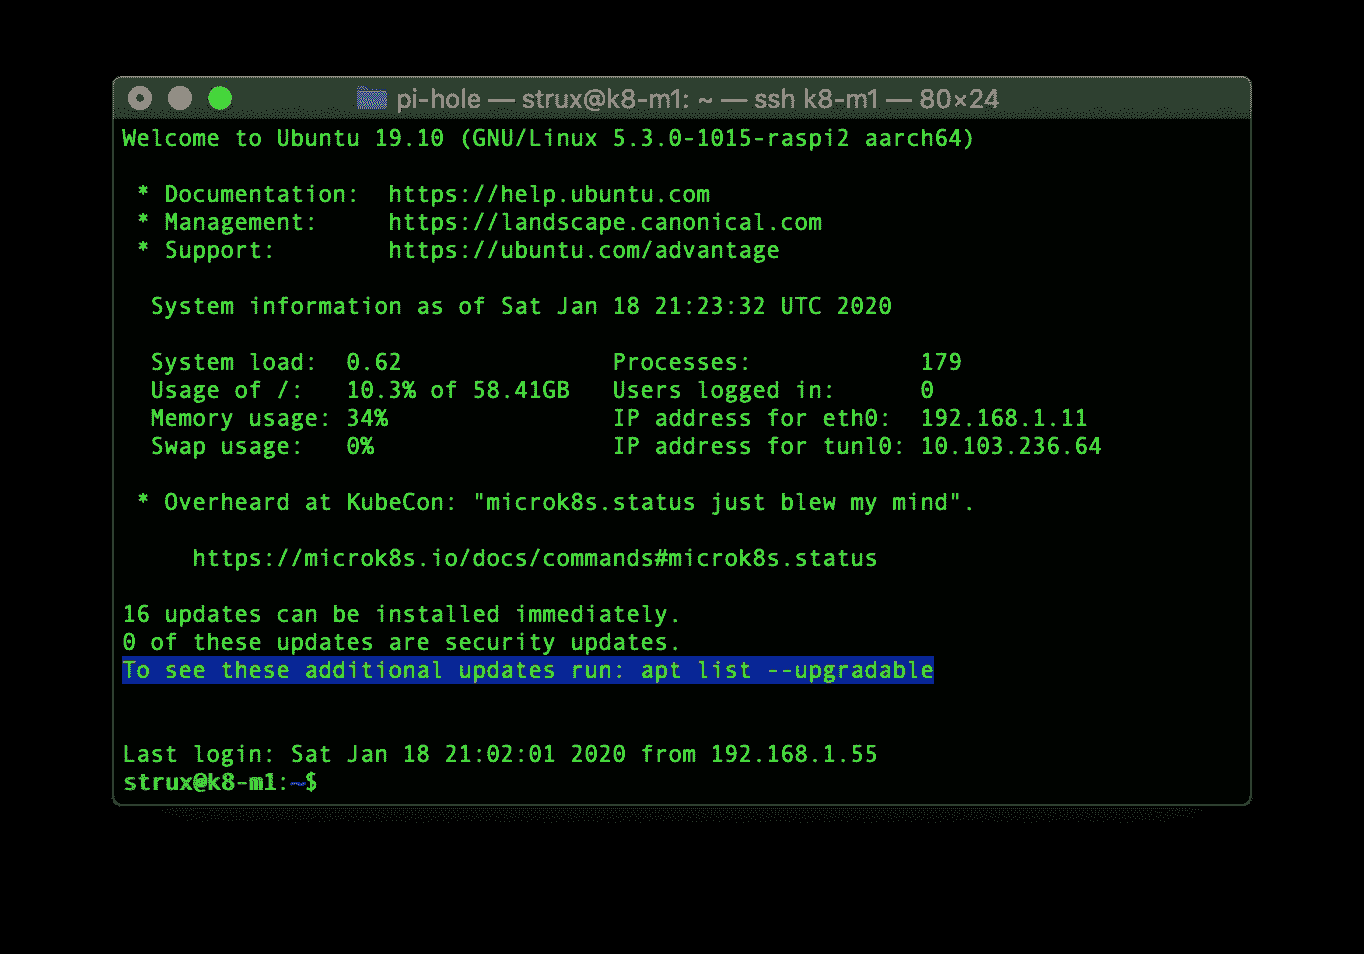 pi-hole — strux@k8-m1: ~ — ssh k8-m1 — 80×24
Welcome to Ubuntu 19.10 (GNU/Linux 5.3.0-1015-raspi2 aarch64)
* Documentation:  https://help.ubuntu.com
* Management:     https://landscape.canonical.com
* Support:        https://ubuntu.com/advantage
System information as of Sat Jan 18 21:23:32 UTC 2020
System load:  0.62               Processes:            179
Usage of /:   10.3% of 58.41GB   Users logged in:      0
Memory usage: 34%                IP address for eth0:  192.168.1.11
Swap usage:   0%                 IP address for tunl0: 10.103.236.64
* Overheard at KubeCon: "microk8s.status just blew my mind".
https://microk8s.io/docs/commands#microk8s.status
16 updates can be installed immediately.
0 of these updates are security updates.
To see these additional updates run: apt list --upgradable
Last login: Sat Jan 18 21:02:01 2020 from 192.168.1.55
strux@k8-m1:~$